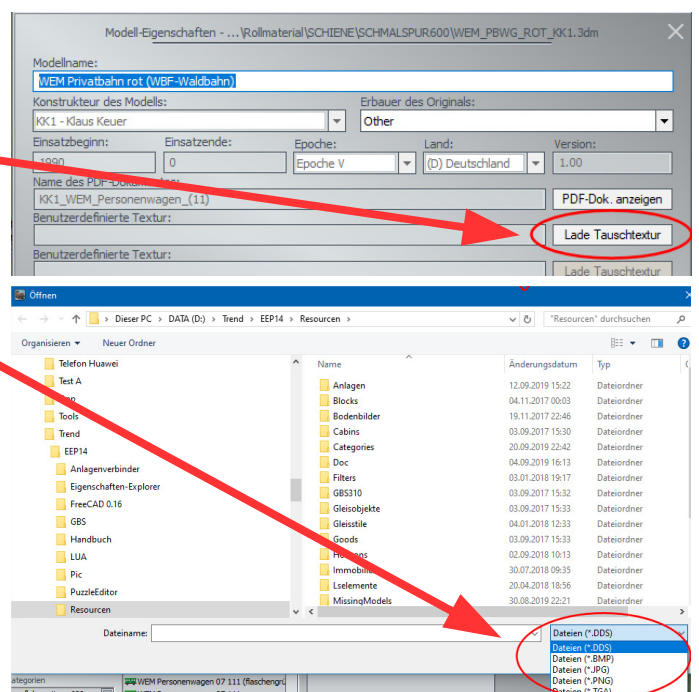 Modell-Eigenschaften - ...\Rollmaterial\SCHIENE\SCHMALSPUR600\WEM_PBWG_ROT_KK1.3dm
Modellname:
WEM Privatbahn rot (WBF-Waldbahn)
Konstrukteur des Modells: Erbauer des Originals:
KK1 - Klaus Keuer Other
Einsatzbeginn: Einsatzende: Epoche: Land: Version:
1990 0 Epoche V (D) Deutschland 1.00
Name des PDF-Dokumentes:
KK1_WEM_Personenwagen_(11) PDF-Dok. anzeigen
Benutzerdefinierte Textur:
Lade Tauschtextur
Benutzerdefinierte Textur:
Lade Tauschtextur
Öffnen
Dieser PC > DATA (D:) > Trend > EEP14 > Resourcen > "Resourcen" durchsuchen
Organisieren Neuer Ordner
Telefon Huawei Name Änderungsdatum Typ
Test A Anlagen 12.09.2019 15:22 Dateiordner
Blocks 04.11.2017 00:03 Dateiordner
Tools Bodenbilder 19.11.2017 22:46 Dateiordner
Trend Cabins 03.09.2017 15:30 Dateiordner
EEP14 Categories 20.09.2019 22:42 Dateiordner
Anlagenverbinder Doc 04.09.2019 16:13 Dateiordner
Eigenschaften-Explorer Filters 03.01.2018 19:17 Dateiordner
FreeCAD 0.16 GBS310 03.09.2017 15:32 Dateiordner
GBS Gleisobjekte 03.09.2017 15:33 Dateiordner
Handbuch Gleisstile 04.01.2018 12:33 Dateiordner
LUA Goods 03.09.2017 15:33 Dateiordner
Pic Horizons 02.09.2018 10:13 Dateiordner
PuzzleEditor Immobilien 30.07.2018 09:35 Dateiordner
Resourcen Lselemente 20.04.2018 18:56 Dateiordner
MissingModels 30.08.2019 22:21 Dateiordner
Dateiname: Dateien (*.DDS)
Dateien (*.DDS)
Dateien (*.BMP)
Dateien (*.JPG)
Dateien (*.PNG)
Dateien (*.TGA)
ategorien WEM Personenwagen 07 111 (flaschengrü